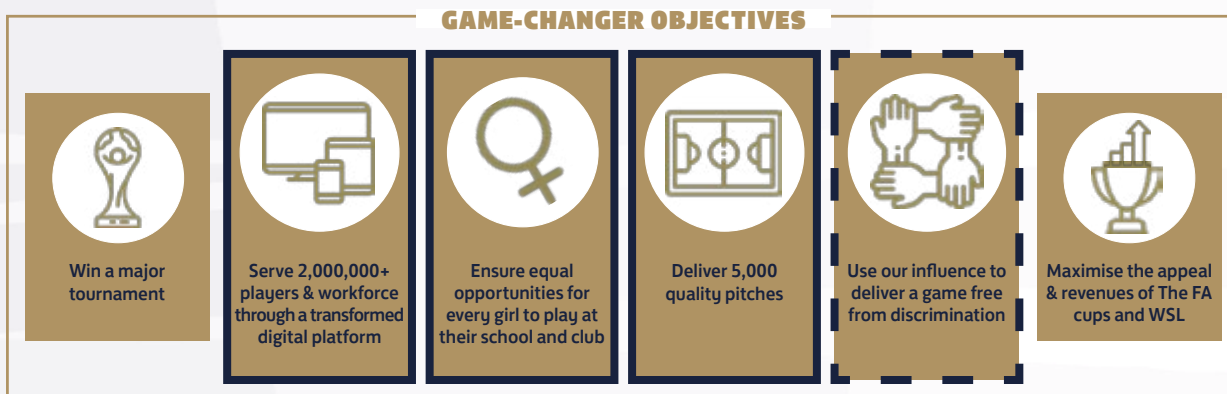 GAME-CHANGER OBJECTIVES
Win a major
tournament
Serve 2,000,000+
players & workforce
through a transformed
digital platform
Ensure equal
opportunities for
every girl to play at
their school and club
Deliver 5,000
quality pitches
Use our influence to
deliver a game free
from discrimination
Maximise the appeal
& revenues of The FA
cups and WSL